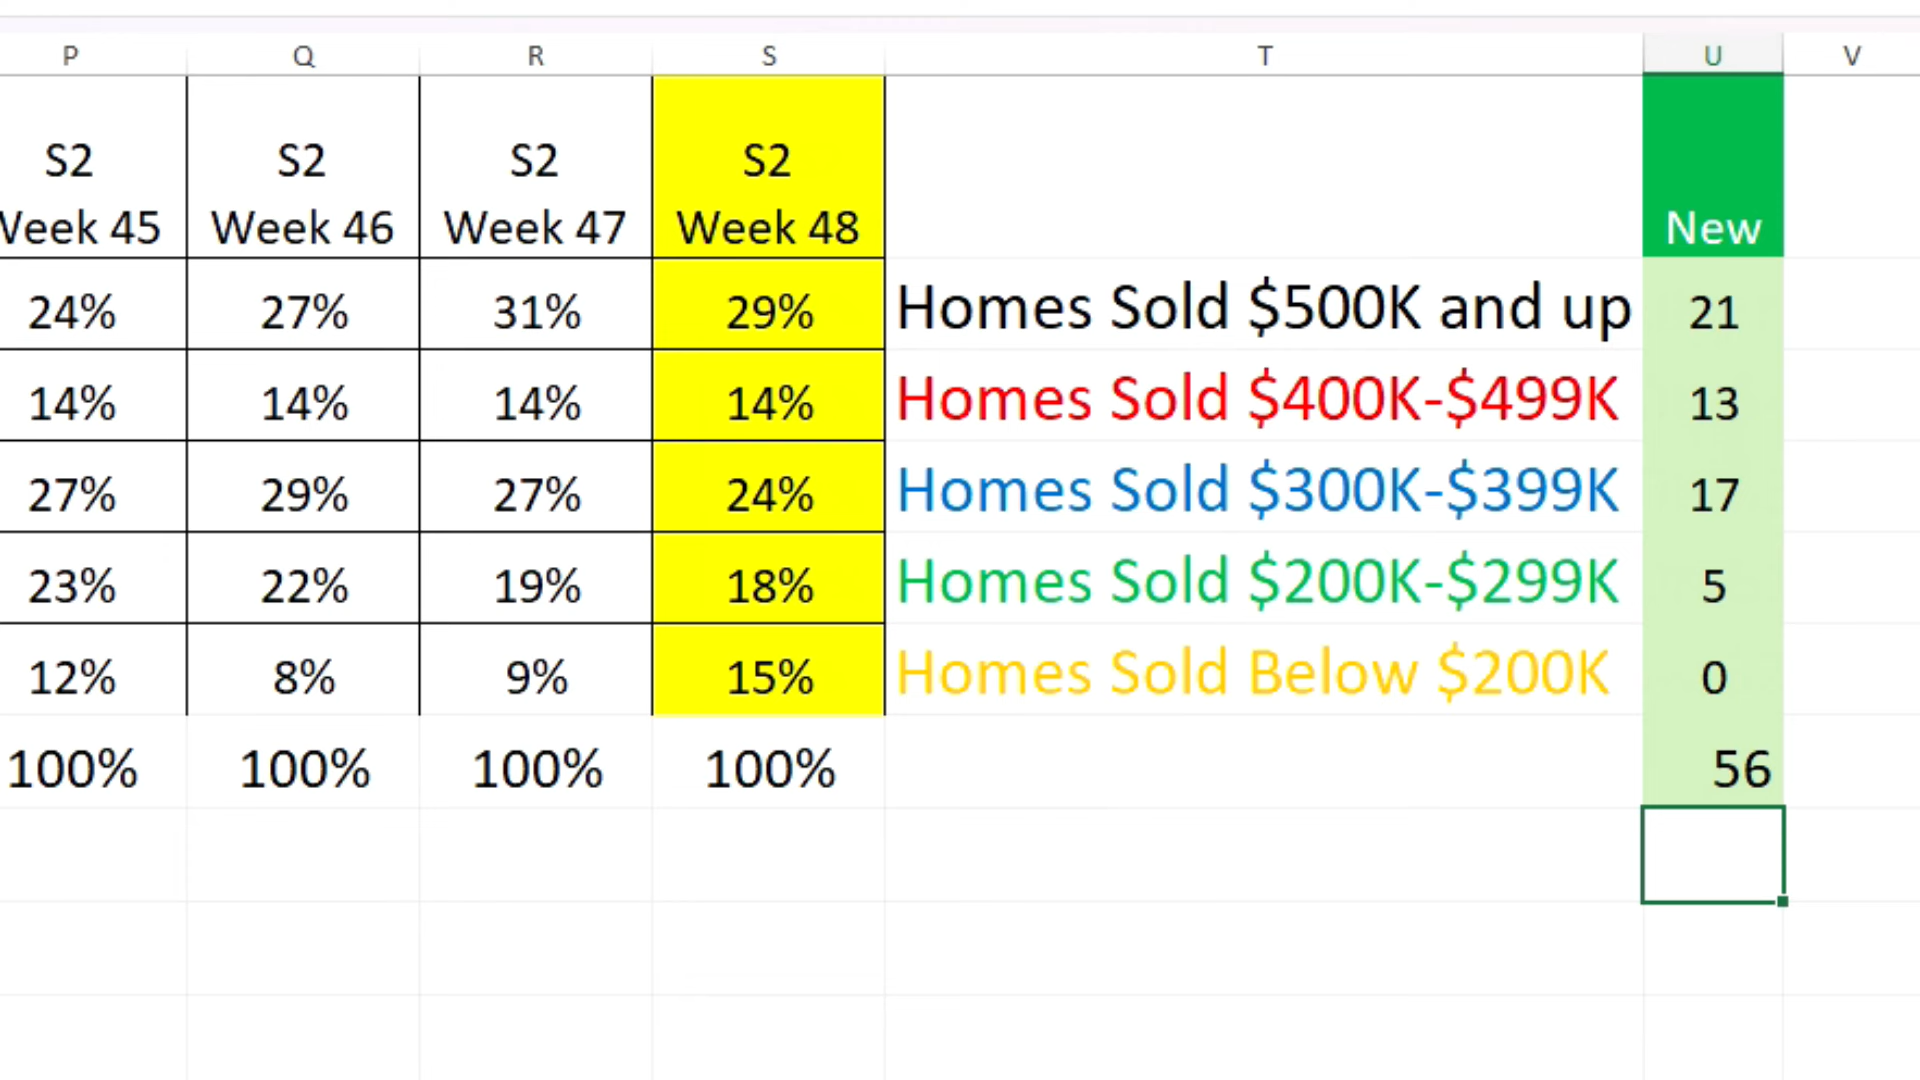 P Q R S T U V
S2 S2 S2 S2
Week 45 Week 46 Week 47 Week 48 New
24% 27% 31% 29% Homes Sold $500K and up 21
14% 14% 14% 14% Homes Sold $400K-$499K 13
27% 29% 27% 24% Homes Sold $300K-$399K 17
23% 22% 19% 18% Homes Sold $200K-$299K 5
12% 8% 9% 15% Homes Sold Below $200K 0
100% 100% 100% 100% 56